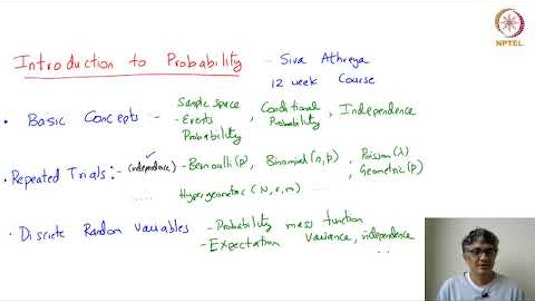 NPTEL
Introduction to Probability - Siva Athreya
12 week Course
• Basic Concepts - Sample space - Events Probability, Conditional Probability, Independence
• Repeated Trials :- (independence) - Bernoulli (p), Binomial (n,p), Poisson (λ), Geometric (p)
Hypergeometric (N, r, m) ....
• Discrete Random Variables - Probability mass function
- Expectation Variance, independence
...